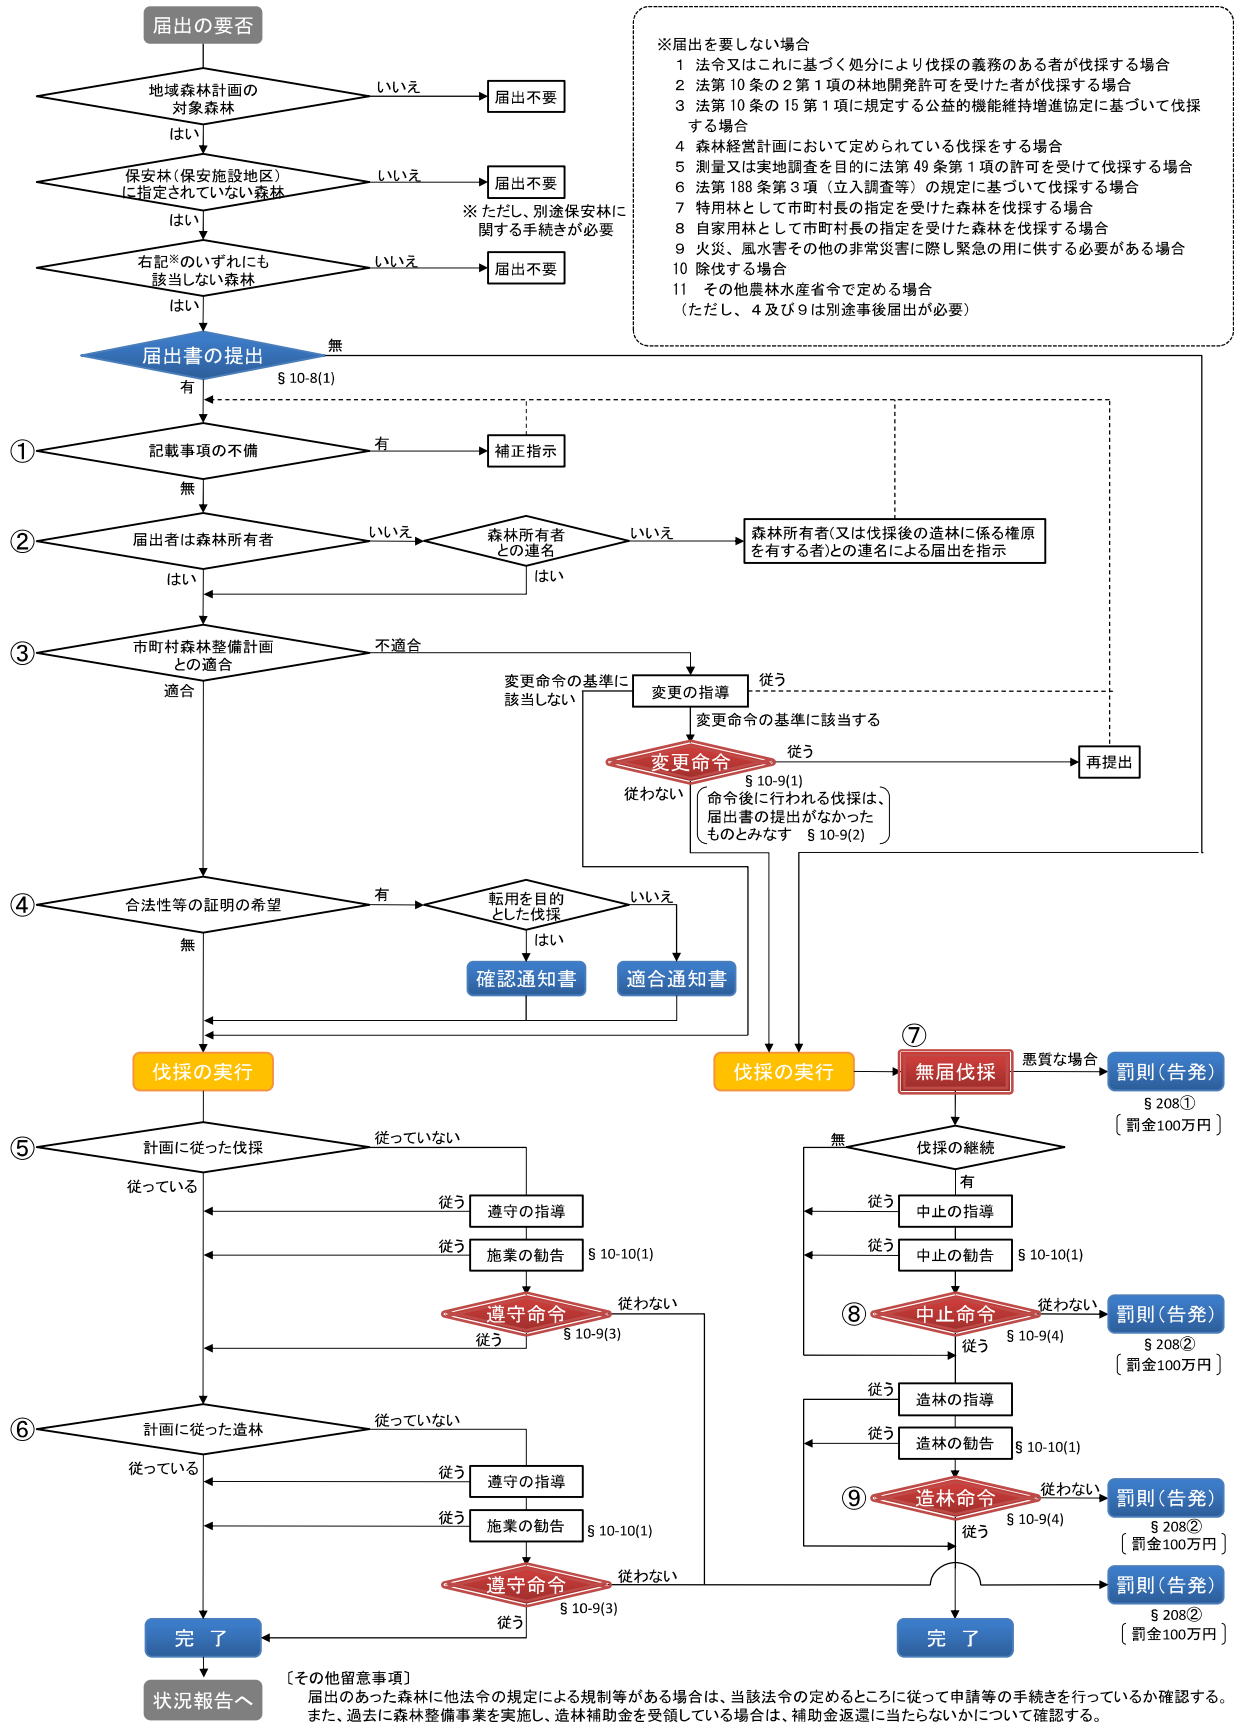 届出の要否
※届出を要しない場合
1 法令又はこれに基づく処分により伐採の義務のある者が伐採する場合
2 法第10条の2第1項の林地開発許可を受けた者が伐採する場合
3 法第10条の15第1項に規定する公益的機能維持増進協定に基づいて伐採
する場合
4 森林経営計画において定められている伐採をする場合
5 測量又は実地調査を目的に法第49条第1項の許可を受けて伐採する場合
6 法第188条第3項（立入調査等）の規定に基づいて伐採する場合
7 特用林として市町村長の指定を受けた森林を伐採する場合
8 自家用林として市町村長の指定を受けた森林を伐採する場合
9 火災、風水害その他の非常災害に際し緊急の用に供する必要がある場合
10 除伐する場合
11 その他農林水産省令で定める場合
（ただし、4及び9は別途事後届出が必要）
地域森林計画の
対象森林
いいえ
届出不要
はい
保安林（保安施設地区）
に指定されていない森林
いいえ
届出不要
※ ただし、別途保安林に
関する手続きが必要
はい
右記※のいずれにも
該当しない森林
いいえ
届出不要
はい
届出書の提出
無
§10-8(1)
有
①
記載事項の不備
有
補正指示
無
②
届出者は森林所有者
いいえ
森林所有者
との連名
いいえ
森林所有者（又は伐採後の造林に係る権原
を有する者）との連名による届出を指示
はい
はい
③
市町村森林整備計画
との適合
不適合
適合
変更命令の基準に
該当しない
変更の指導
従う
変更命令の基準に該当する
変更命令
従う
再提出
§10-9(1)
従わない
命令後に行われる伐採は、
届出書の提出がなかった
ものとみなす §10-9(2)
④
合法性等の証明の希望
有
転用を目的
とした伐採
いいえ
無
はい
確認通知書
適合通知書
伐採の実行
伐採の実行
⑦
無届伐採
悪質な場合
罰則（告発）
§208①
〔罰金100万円〕
⑤
計画に従った伐採
従っていない
従っている
従う
遵守の指導
従う
施業の勧告
§10-10(1)
遵守命令
従わない
§10-9(3)
従う
無
伐採の継続
有
従う
中止の指導
従う
中止の勧告
§10-10(1)
⑧
中止命令
従わない
罰則（告発）
§10-9(4)
従う
§208②
〔罰金100万円〕
従う
造林の指導
従う
造林の勧告
§10-10(1)
⑨
造林命令
従わない
罰則（告発）
§10-9(4)
従う
§208②
〔罰金100万円〕
⑥
計画に従った造林
従っていない
従っている
従う
遵守の指導
従う
施業の勧告
§10-10(1)
遵守命令
従わない
§10-9(3)
従う
罰則（告発）
§208②
〔罰金100万円〕
完 了
完 了
状況報告へ
〔その他留意事項〕
届出のあった森林に他法令の規定による規制等がある場合は、当該法令の定めるところに従って申請等の手続きを行っているか確認する。
また、過去に森林整備事業を実施し、造林補助金を受領している場合は、補助金返還に当たらないかについて確認する。